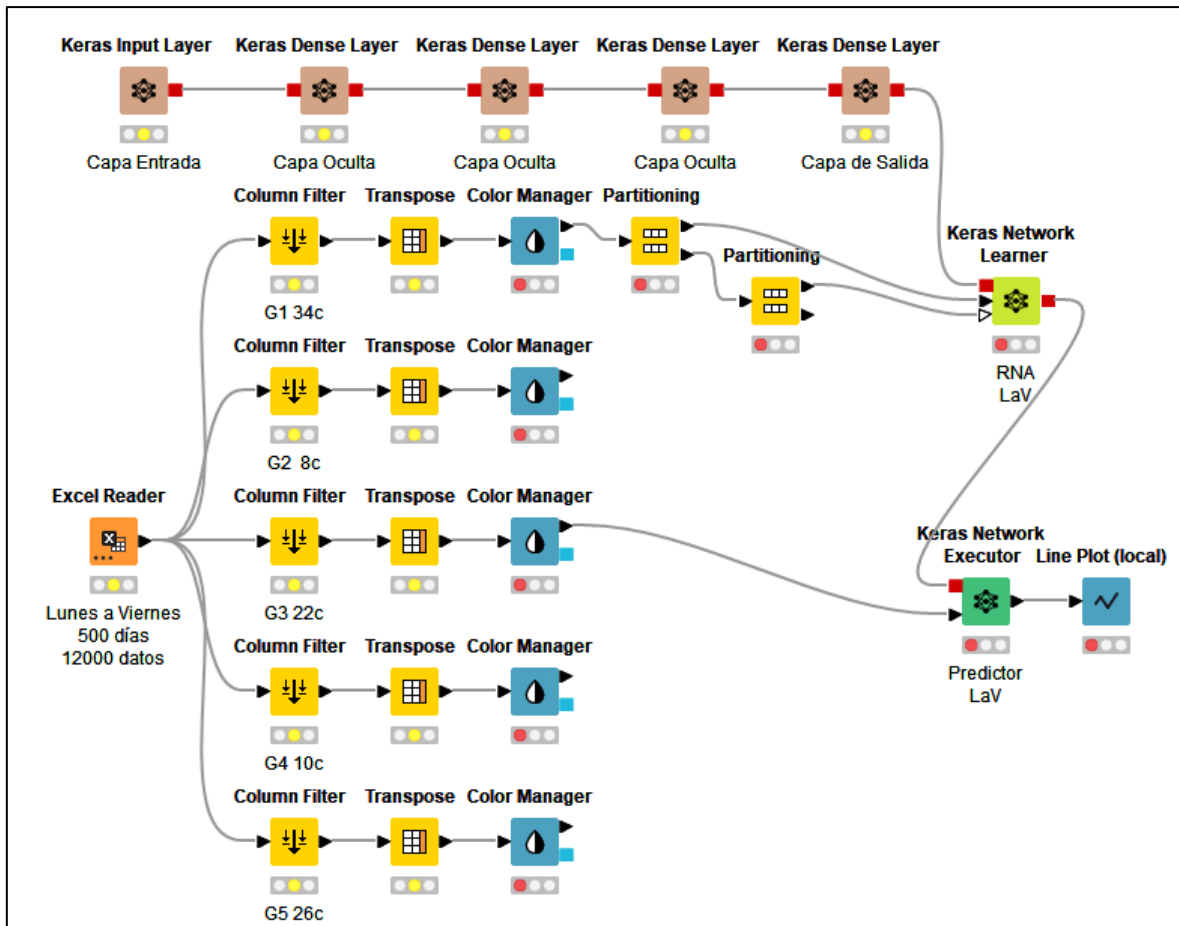 Keras Input Layer
Keras Dense Layer
Keras Dense Layer
Keras Dense Layer
Keras Dense Layer
Capa Entrada
Capa Oculta
Capa Oculta
Capa Oculta
Capa de Salida
Column Filter
Transpose
Color Manager
Partitioning
G1 34c
Partitioning
Keras Network
Learner
RNA
LaV
Column Filter
Transpose
Color Manager
G2 8c
Excel Reader
Lunes a Viernes
500 días
12000 datos
Column Filter
Transpose
Color Manager
G3 22c
Keras Network
Executor
Predictor
LaV
Line Plot (local)
Column Filter
Transpose
Color Manager
G4 10c
Column Filter
Transpose
Color Manager
G5 26c